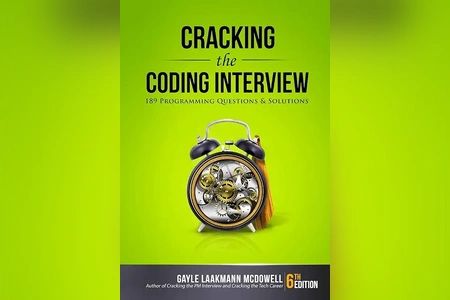 CRACKING
the
CODING INTERVIEW
189 PROGRAMMING QUESTIONS & SOLUTIONS
GAYLE LAAKMANN MCDOWELL
Author of Cracking the PM Interview and Cracking the Tech Career
6TH EDITION